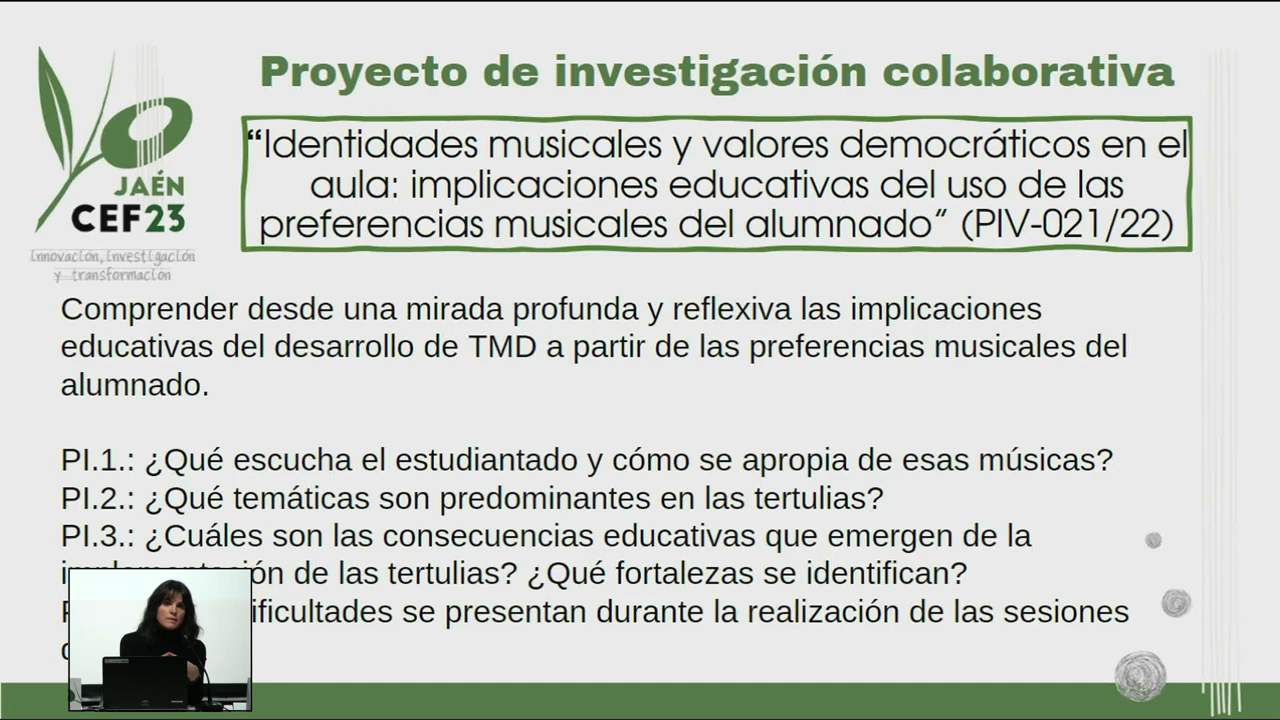 Proyecto de investigación colaborativa
“Identidades musicales y valores democráticos en el
aula: implicaciones educativas del uso de las
preferencias musicales del alumnado” (PIV-021/22)
JAÉN
CEF23
innovación, investigación
y transformación
Comprender desde una mirada profunda y reflexiva las implicaciones
educativas del desarrollo de TMD a partir de las preferencias musicales del
alumnado.
PI.1.: ¿Qué escucha el estudiantado y cómo se apropia de esas músicas?
PI.2.: ¿Qué temáticas son predominantes en las tertulias?
PI.3.: ¿Cuáles son las consecuencias educativas que emergen de la
de las tertulias? ¿Qué fortalezas se identifican?
se presentan durante la realización de las sesiones